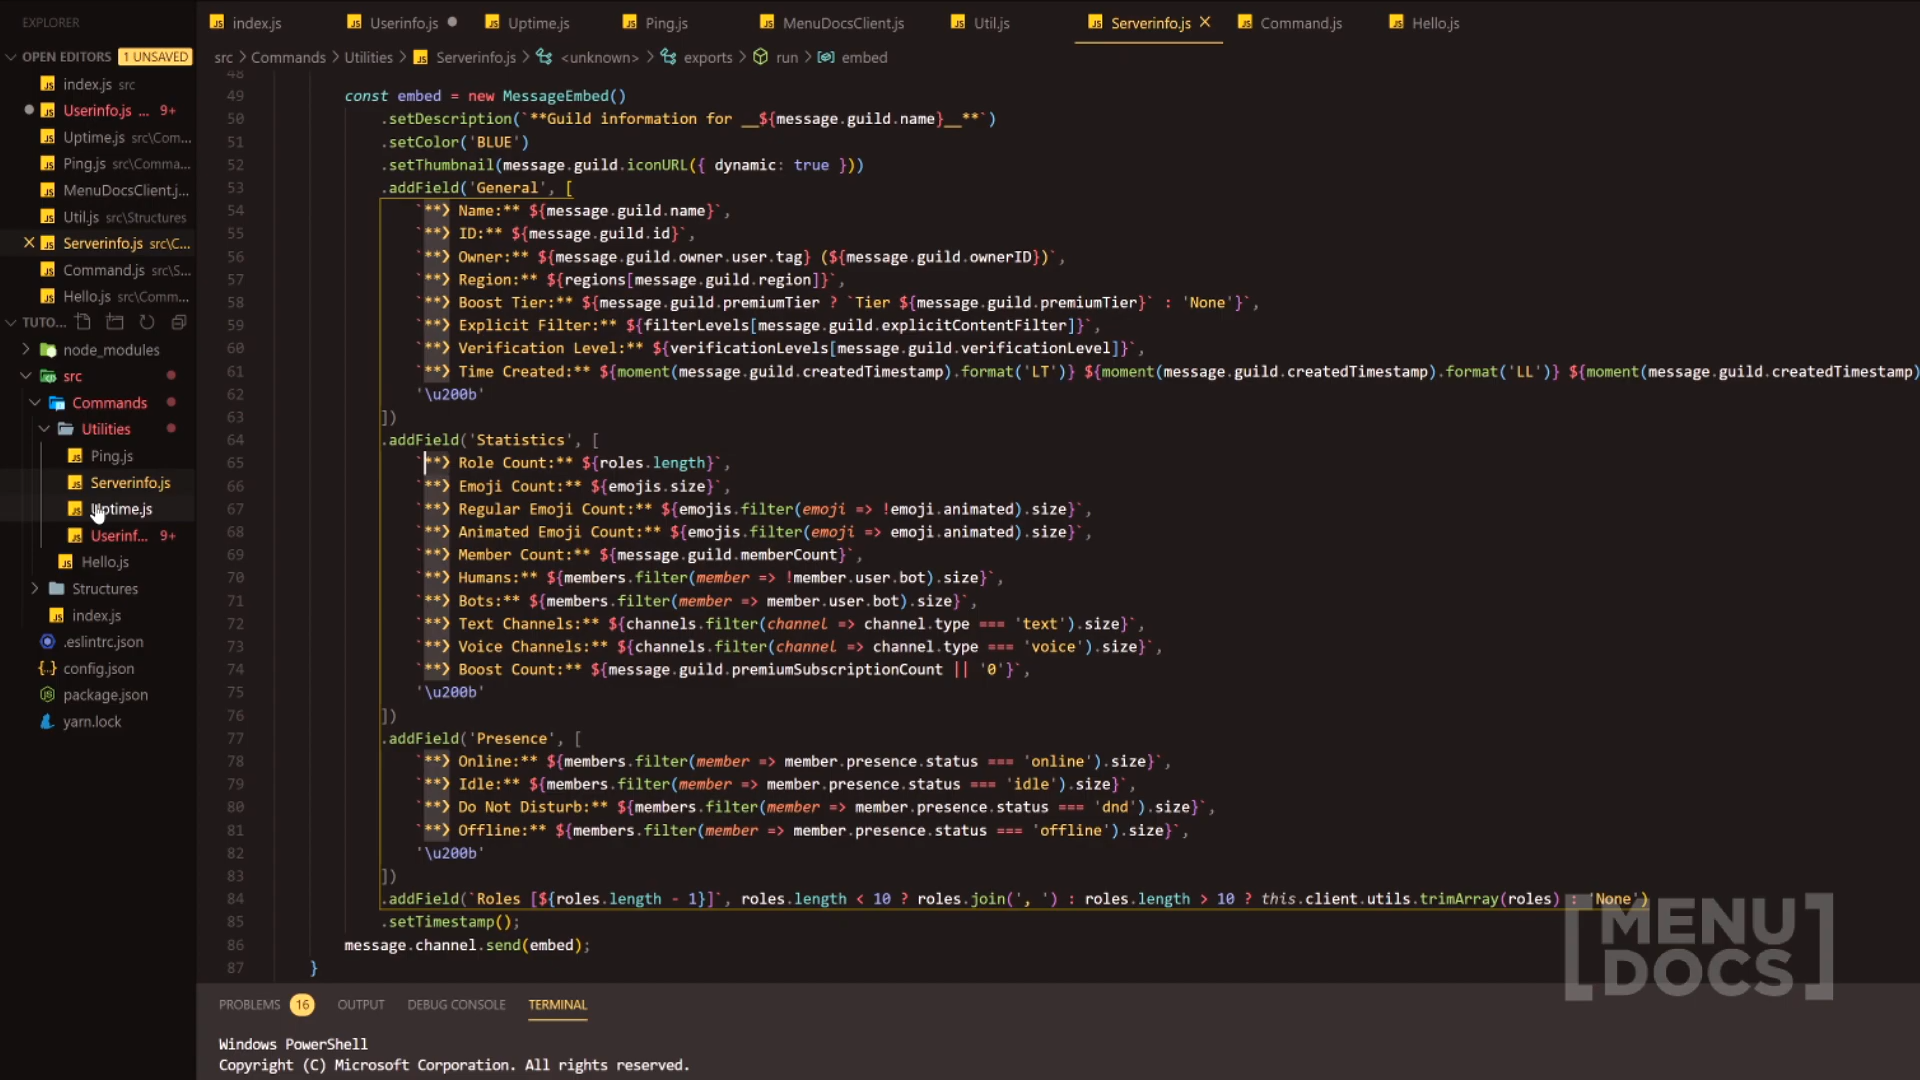 EXPLORER
OPEN EDITORS 1 UNSAVED
index.js src
Userinfo.js ... 9+
Uptime.js src\Com...
Ping.js src\Comma...
MenuDocsClient.j...
Util.js src\Structures
Serverinfo.js src\C...
Command.js src\S...
Hello.js src\Comm...
TUTO...
node_modules
src
Commands
Utilities
Ping.js
Serverinfo.js
Uptime.js
Userinf... 9+
Hello.js
Structures
index.js
.eslintrc.json
config.json
package.json
yarn.lock
index.js Userinfo.js Uptime.js Ping.js MenuDocsClient.js Util.js Serverinfo.js Command.js Hello.js
src > Commands > Utilities > Serverinfo.js > <unknown> > exports > run > embed
48
49 const embed = new MessageEmbed()
50 .setDescription(`**Guild information for __${message.guild.name}__**`)
51 .setColor('BLUE')
52 .setThumbnail(message.guild.iconURL({ dynamic: true }))
53 .addField('General', [
54 `**❯ Name:** ${message.guild.name}`,
55 `**❯ ID:** ${message.guild.id}`,
56 `**❯ Owner:** ${message.guild.owner.user.tag} (${message.guild.ownerID})`,
57 `**❯ Region:** ${regions[message.guild.region]}`,
58 `**❯ Boost Tier:** ${message.guild.premiumTier ? `Tier ${message.guild.premiumTier}` : 'None'}`,
59 `**❯ Explicit Filter:** ${filterLevels[message.guild.explicitContentFilter]}`,
60 `**❯ Verification Level:** ${verificationLevels[message.guild.verificationLevel]}`,
61 `**❯ Time Created:** ${moment(message.guild.createdTimestamp).format('LT')} ${moment(message.guild.createdTimestamp).format('LL')} ${moment(message.guild.createdTimestamp)
62 '\u200b'
63 ])
64 .addField('Statistics', [
65 `**❯ Role Count:** ${roles.length}`,
66 `**❯ Emoji Count:** ${emojis.size}`,
67 `**❯ Regular Emoji Count:** ${emojis.filter(emoji => !emoji.animated).size}`,
68 `**❯ Animated Emoji Count:** ${emojis.filter(emoji => emoji.animated).size}`,
69 `**❯ Member Count:** ${message.guild.memberCount}`,
70 `**❯ Humans:** ${members.filter(member => !member.user.bot).size}`,
71 `**❯ Bots:** ${members.filter(member => member.user.bot).size}`,
72 `**❯ Text Channels:** ${channels.filter(channel => channel.type === 'text').size}`,
73 `**❯ Voice Channels:** ${channels.filter(channel => channel.type === 'voice').size}`,
74 `**❯ Boost Count:** ${message.guild.premiumSubscriptionCount || '0'}`,
75 '\u200b'
76 ])
77 .addField('Presence', [
78 `**❯ Online:** ${members.filter(member => member.presence.status === 'online').size}`,
79 `**❯ Idle:** ${members.filter(member => member.presence.status === 'idle').size}`,
80 `**❯ Do Not Disturb:** ${members.filter(member => member.presence.status === 'dnd').size}`,
81 `**❯ Offline:** ${members.filter(member => member.presence.status === 'offline').size}`,
82 '\u200b'
83 ])
84 .addField(`Roles [${roles.length - 1}]`, roles.length < 10 ? roles.join(', ') : roles.length > 10 ? this.client.utils.trimArray(roles) : 'None')
85 .setTimestamp();
86 message.channel.send(embed);
87 }
MENU
DOCS
PROBLEMS 16 OUTPUT DEBUG CONSOLE TERMINAL
Windows PowerShell
Copyright (C) Microsoft Corporation. All rights reserved.